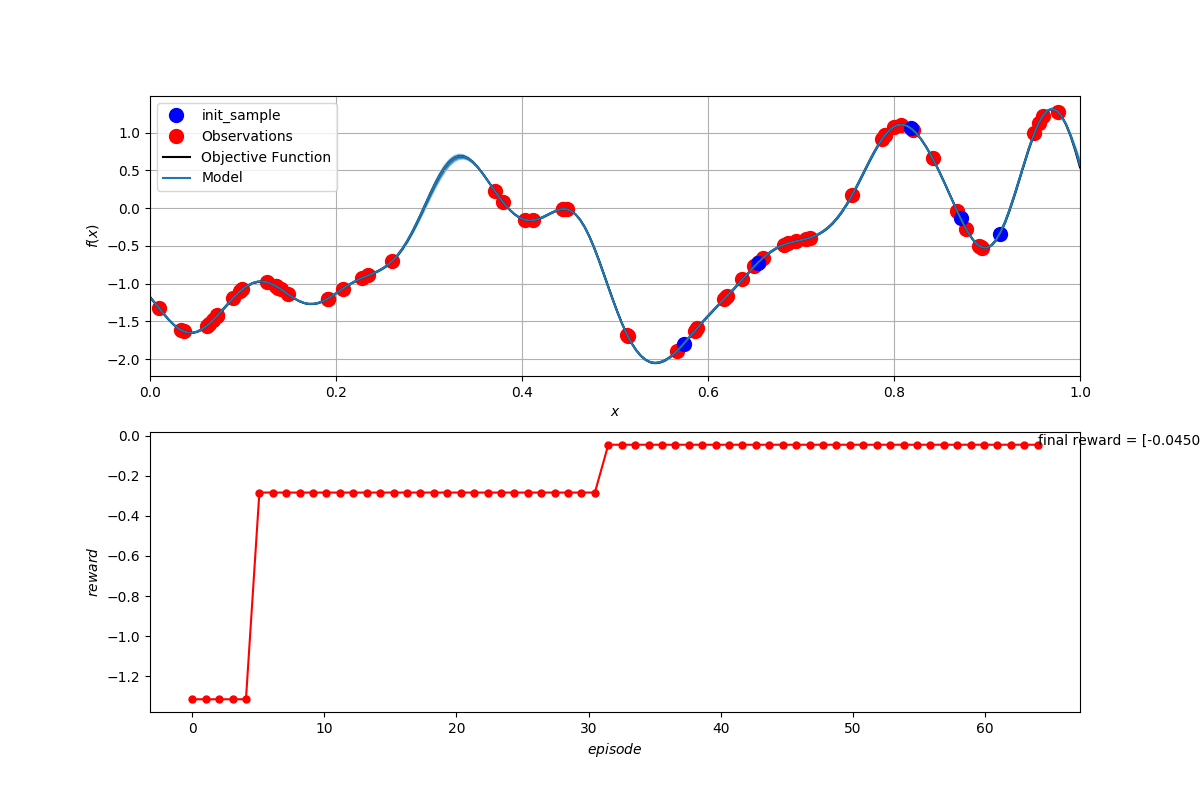 init_sample
Observations
Objective Function
Model
1.0
0.5
0.0
−0.5
−1.0
−1.5
−2.0
f(x)
0.0 0.2 0.4 0.6 0.8 1.0
x
final reward = [-0.0450
0.0
−0.2
−0.4
−0.6
−0.8
−1.0
−1.2
reward
0 10 20 30 40 50 60
episode